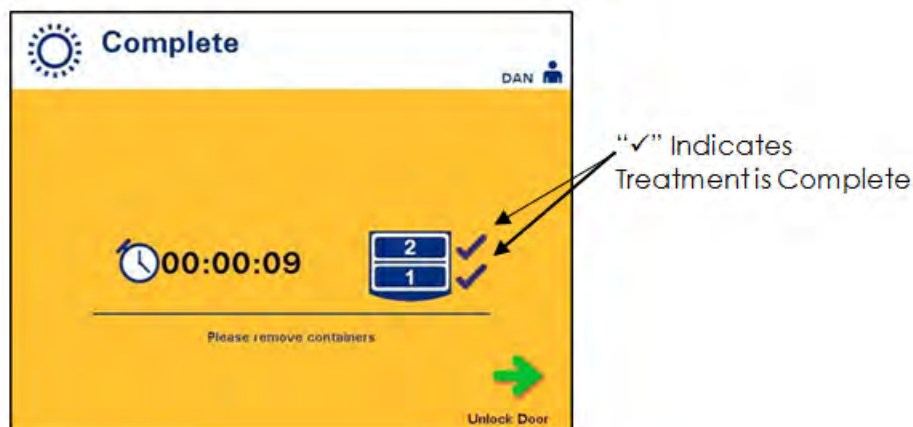 Complete
DAN
"✓" Indicates
Treatment is Complete
00:00:09
2
1
Please remove containers
Unlock Door